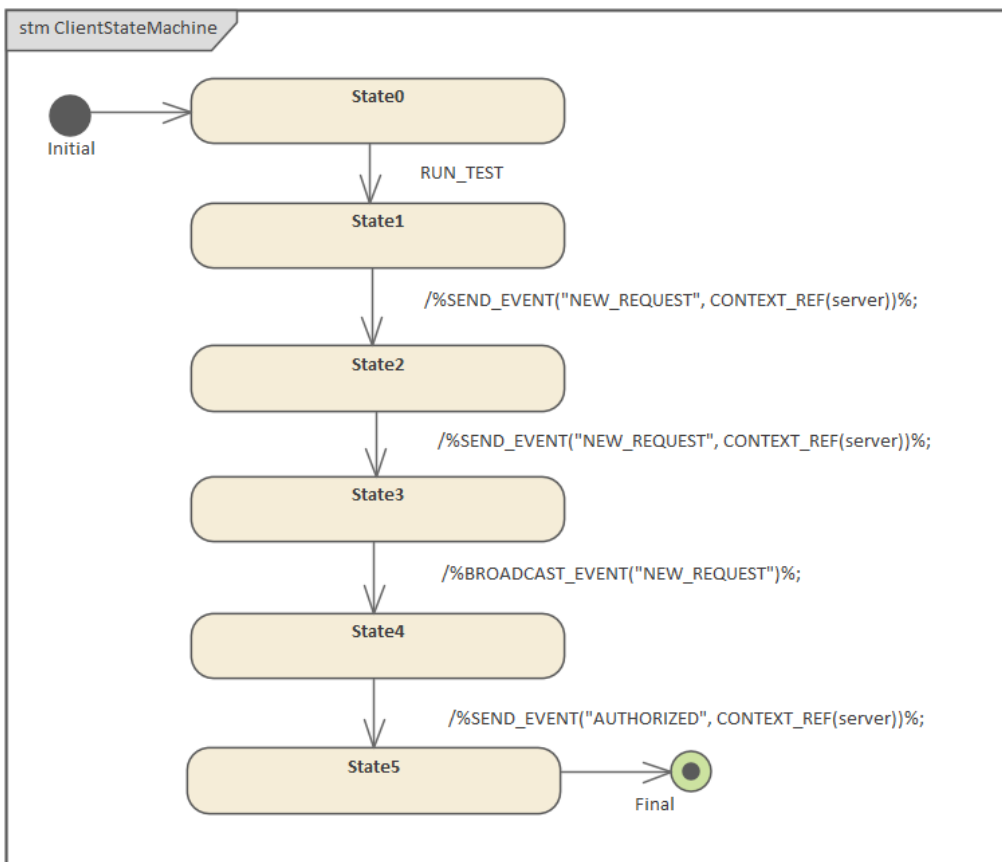 stm ClientStateMachine
State0
Initial
RUN_TEST
State1
/%SEND_EVENT("NEW_REQUEST", CONTEXT_REF(server))%;
State2
/%SEND_EVENT("NEW_REQUEST", CONTEXT_REF(server))%;
State3
/%BROADCAST_EVENT("NEW_REQUEST")%;
State4
/%SEND_EVENT("AUTHORIZED", CONTEXT_REF(server))%;
State5
Final